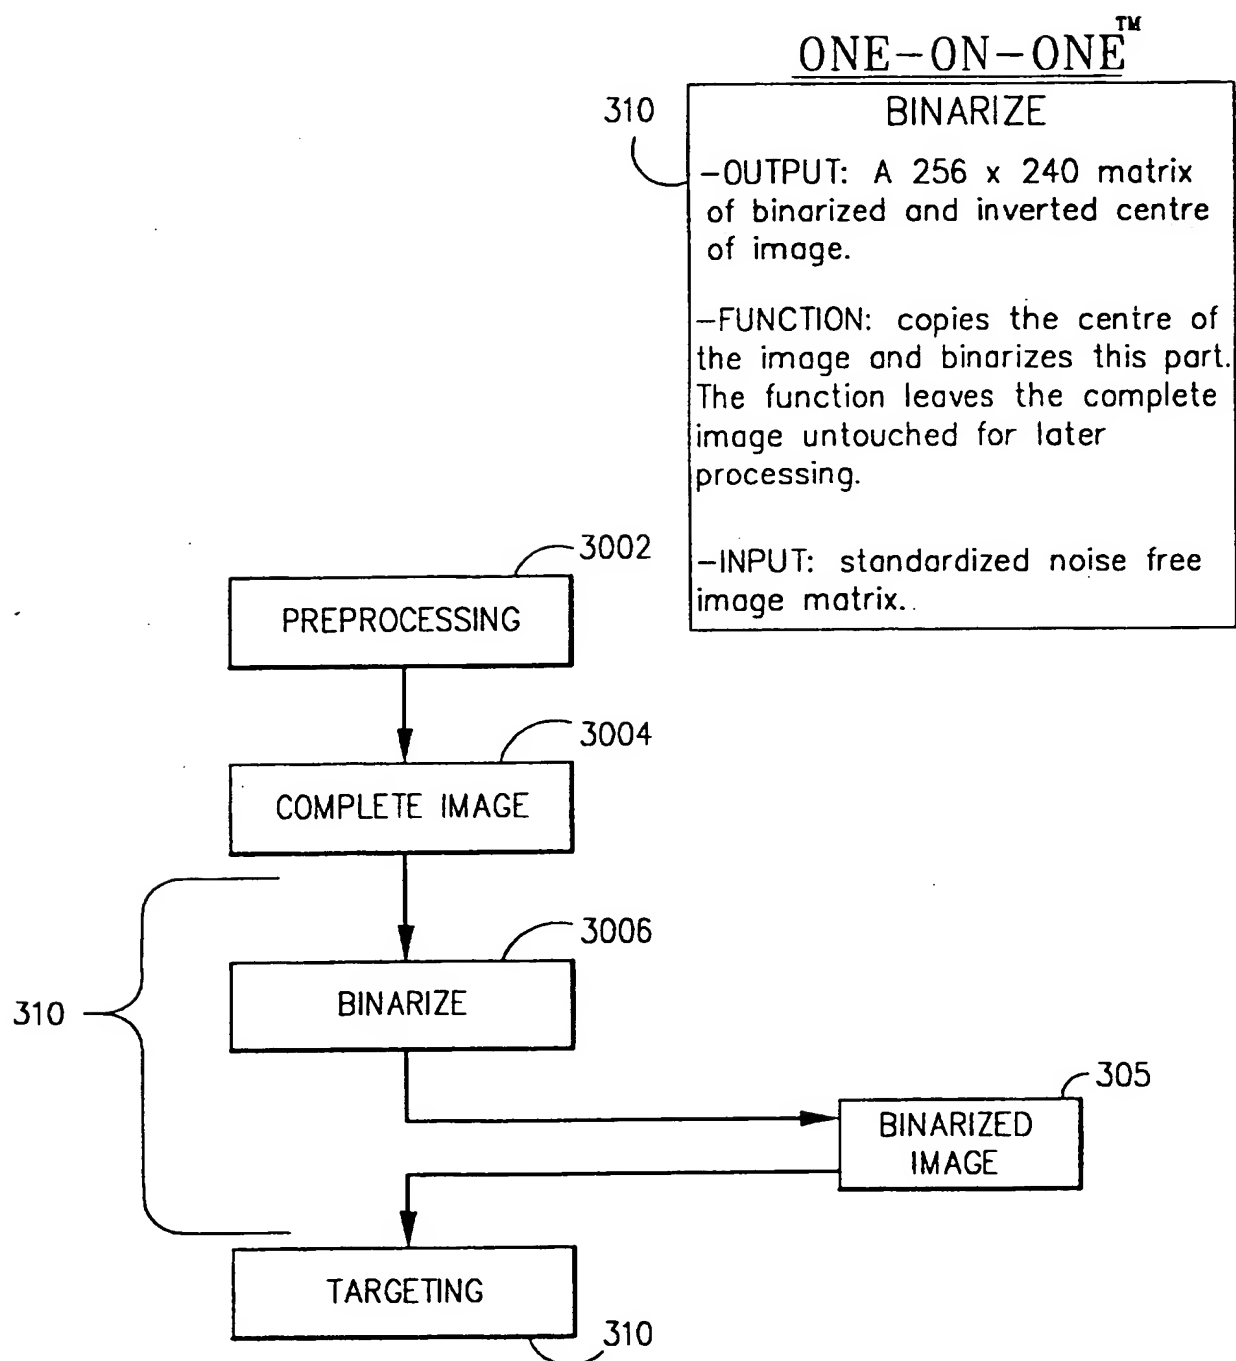 ONE-ON-ONE™
310
BINARIZE
-OUTPUT: A 256 x 240 matrix
of binarized and inverted centre
of image.
-FUNCTION: copies the centre of
the image and binarizes this part.
The function leaves the complete
image untouched for later
processing.
-INPUT: standardized noise free
image matrix.
3002
PREPROCESSING
3004
COMPLETE IMAGE
3006
BINARIZE
310
305
BINARIZED
IMAGE
TARGETING
310